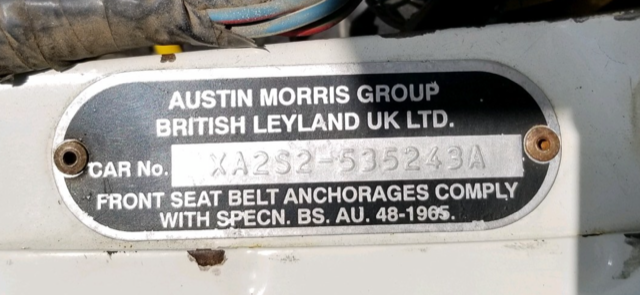 AUSTIN MORRIS GROUP
BRITISH LEYLAND UK LTD.
CAR No. XA2S2-535243A
FRONT SEAT BELT ANCHORAGES COMPLY
WITH SPECN. BS. AU. 48-1965.